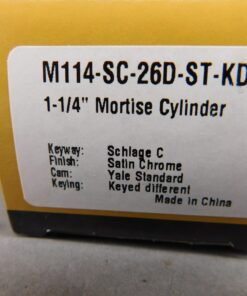 M114-SC-26D-ST-KD
1-1/4" Mortise Cylinder
Keyway: Schlage C
Finish: Satin Chrome
Cam: Yale Standard
Keying: Keyed different
Made in China